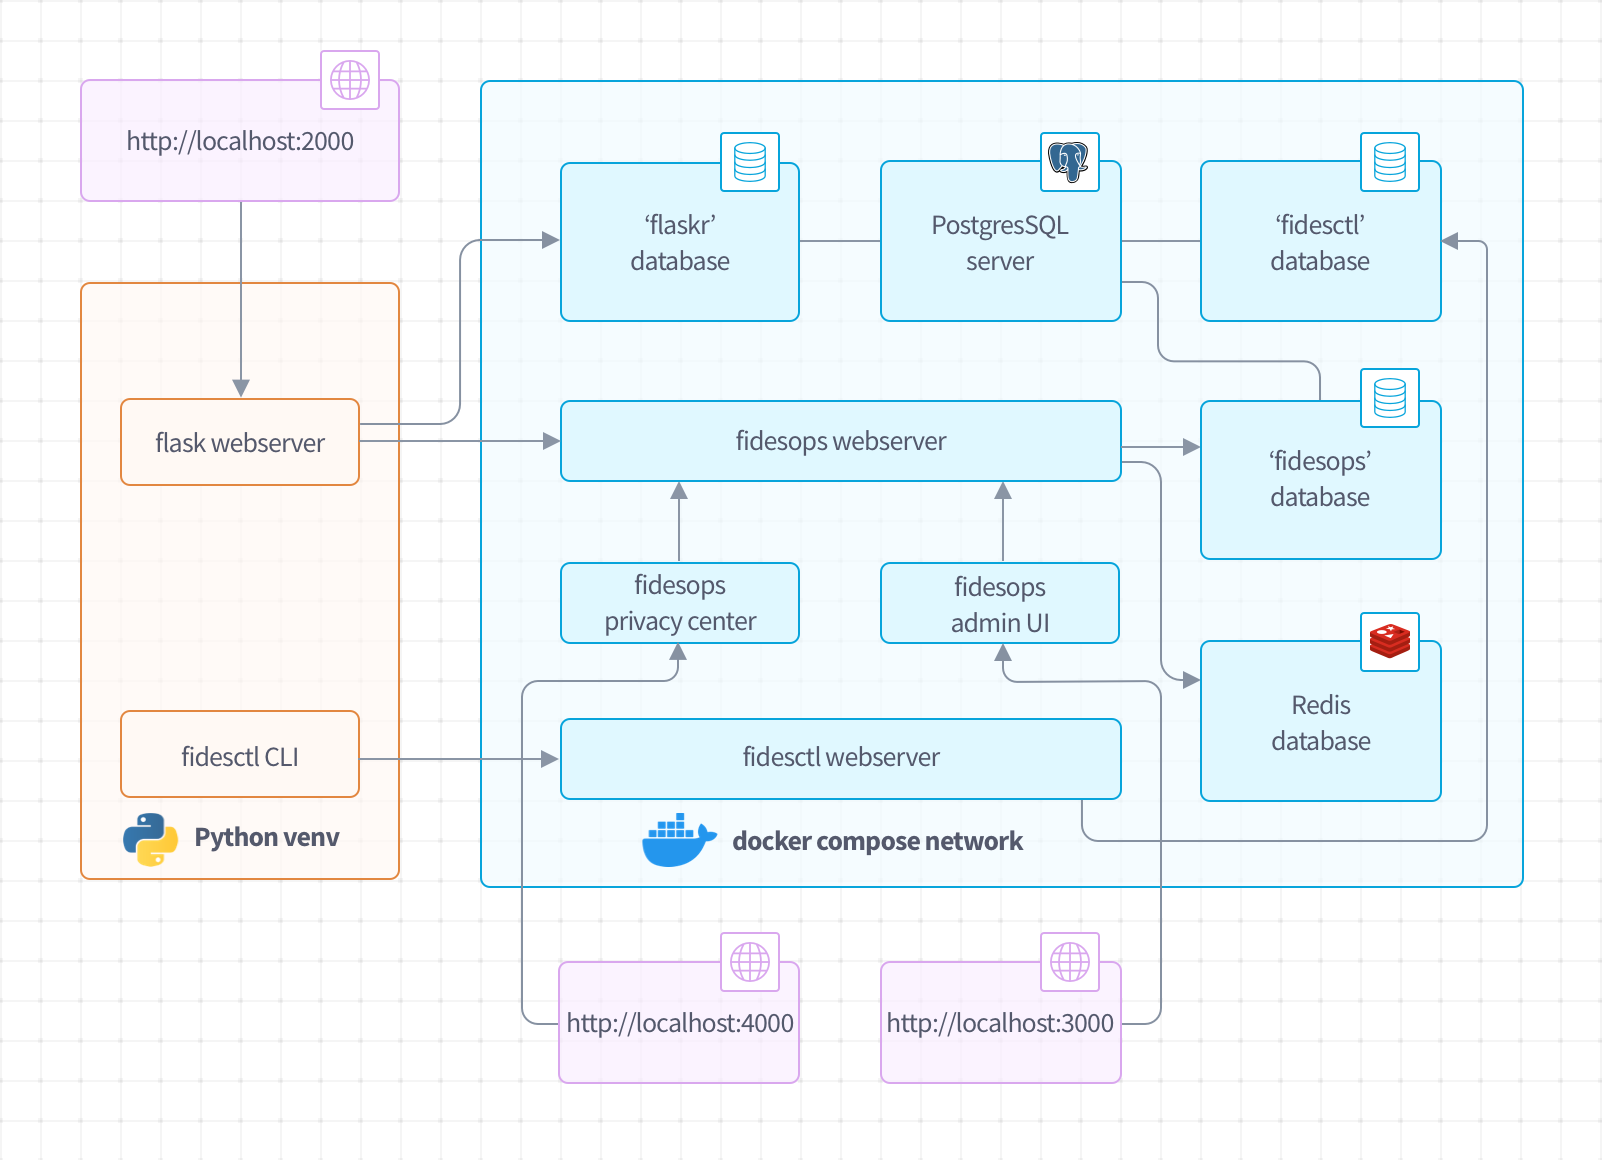 http://localhost:2000
‘flaskr’
database
PostgresSQL
server
‘fidesctl’
database
flask webserver
fidesops webserver
‘fidesops’
database
fidesops
privacy center
fidesops
admin UI
Redis
database
fidesctl CLI
fidesctl webserver
Python venv
docker compose network
http://localhost:4000
http://localhost:3000